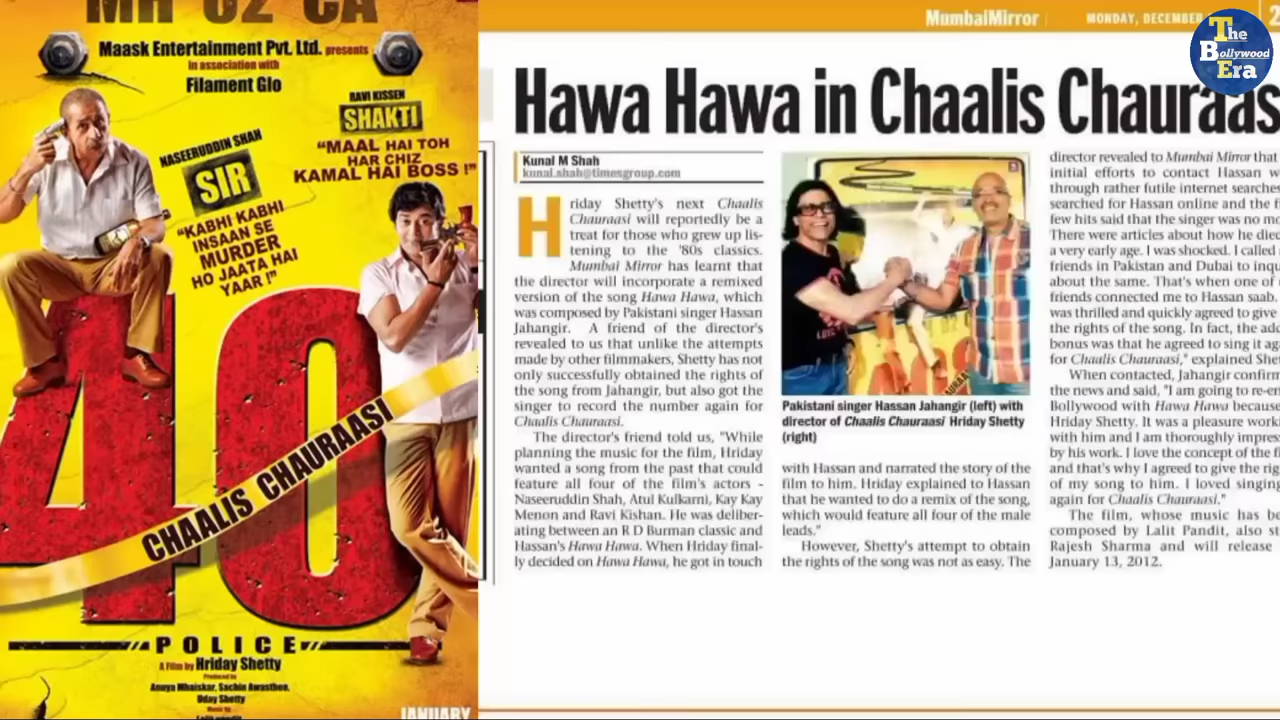 MH 02 CA
Maask Entertainment Pvt. Ltd. presents
in association with
Filament Glo
NASEERUDDIN SHAH
SIR
"KABHI KABHI
INSAAN SE
MURDER
HO JAATA HAI
YAAR !"
RAVI KISSEN
SHAKTI
"MAAL HAI TOH
HAR CHIZ
KAMAL HAI BOSS !"
40
CHAALIS CHAURAASI
POLICE
A Film by Hriday Shetty
Produced by
Anuya Mhaiskar, Sachin Awasthee,
Uday Shetty
Music by
Lalit Pandit
JANUARY
MumbaiMirror
MONDAY, DECEMBER
2
The
Bollywood
Era
Hawa Hawa in Chaalis Chauraas
Kunal M Shah
kunal.shah@timesgroup.com
Hriday Shetty's next Chaalis
Chauraasi will reportedly be a
treat for those who grew up lis-
tening to the '80s classics.
Mumbai Mirror has learnt that
the director will incorporate a remixed
version of the song Hawa Hawa, which
was composed by Pakistani singer Hassan
Jahangir. A friend of the director's
revealed to us that unlike the attempts
made by other filmmakers, Shetty has not
only successfully obtained the rights of
the song from Jahangir, but also got the
singer to record the number again for
Chaalis Chauraasi.
The director's friend told us, "While
planning the music for the film, Hriday
wanted a song from the past that could
feature all four of the film's actors -
Naseeruddin Shah, Atul Kulkarni, Kay Kay
Menon and Ravi Kishan. He was deliber-
ating between an R D Burman classic and
Hassan's Hawa Hawa. When Hriday final-
ly decided on Hawa Hawa, he got in touch
Pakistani singer Hassan Jahangir (left) with
director of Chaalis Chauraasi Hriday Shetty
(right)
with Hassan and narrated the story of the
film to him. Hriday explained to Hassan
that he wanted to do a remix of the song,
which would feature all four of the male
leads."
However, Shetty's attempt to obtain
the rights of the song was not as easy. The
director revealed to Mumbai Mirror that
initial efforts to contact Hassan w
through rather futile internet searche
searched for Hassan online and the f
few hits said that the singer was no m
There were articles about how he died
a very early age. I was shocked. I called
friends in Pakistan and Dubai to inqu
about the same. That's when one of
friends connected me to Hassan saab.
was thrilled and quickly agreed to give
the rights of the song. In fact, the add
bonus was that he agreed to sing it aga
for Chaalis Chauraasi," explained Shet
When contacted, Jahangir confirm
the news and said, "I am going to re-en
Bollywood with Hawa Hawa because
Hriday Shetty. It was a pleasure work
with him and I am thoroughly impres
by his work. I love the concept of the fi
and that's why I agreed to give the rig
of my song to him. I loved singing
again for Chaalis Chauraasi."
The film, whose music has be
composed by Lalit Pandit, also st
Rajesh Sharma and will release
January 13, 2012.